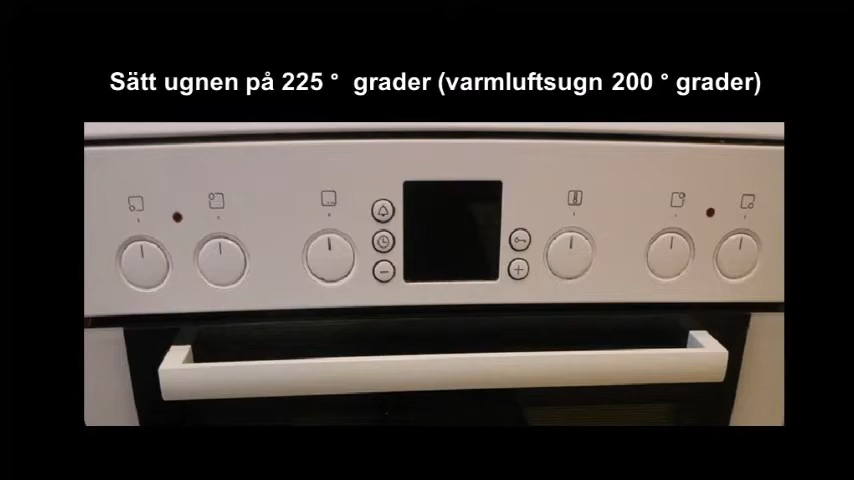 Sätt ugnen på 225 ° grader (varmluftsugn 200 ° grader)